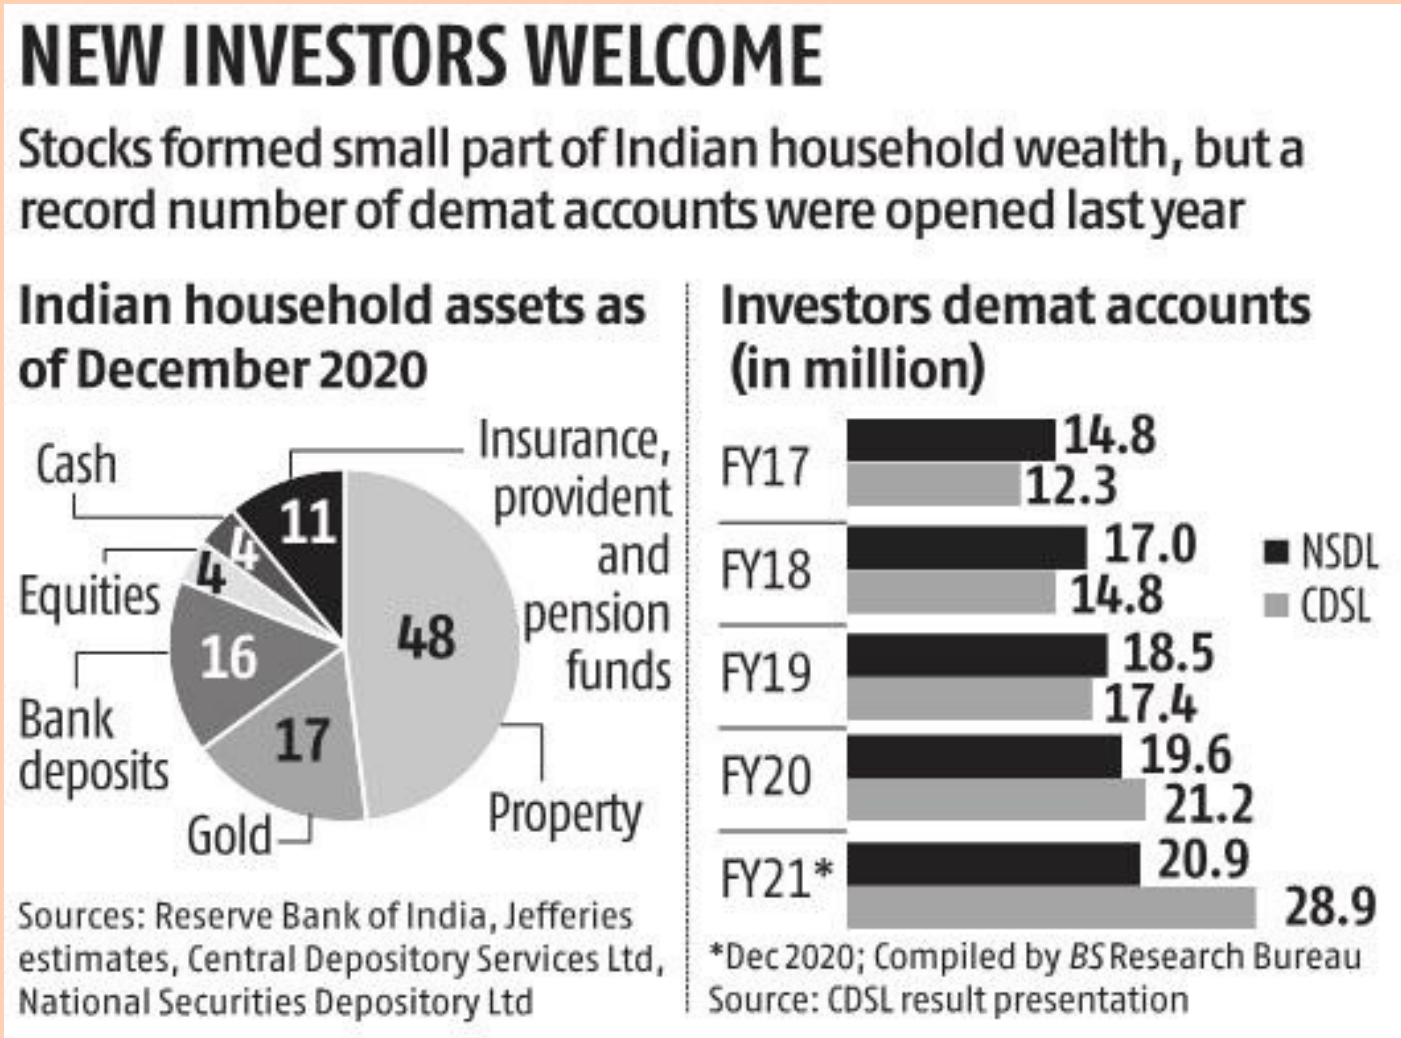 NEW INVESTORS WELCOME
Stocks formed small part of Indian household wealth, but a
record number of demat accounts were opened last year
Indian household assets as
of December 2020
Cash
Insurance,
provident
and
pension
funds
11
4
4
Equities
48
16
Bank
deposits
17
Gold
Property
Sources: Reserve Bank of India, Jefferies
estimates, Central Depository Services Ltd,
National Securities Depository Ltd
Investors demat accounts
(in million)
FY17
14.8
12.3
FY18
17.0
14.8
FY19
18.5
17.4
FY20
19.6
21.2
FY21*
20.9
28.9
NSDL
CDSL
*Dec 2020; Compiled by BS Research Bureau
Source: CDSL result presentation